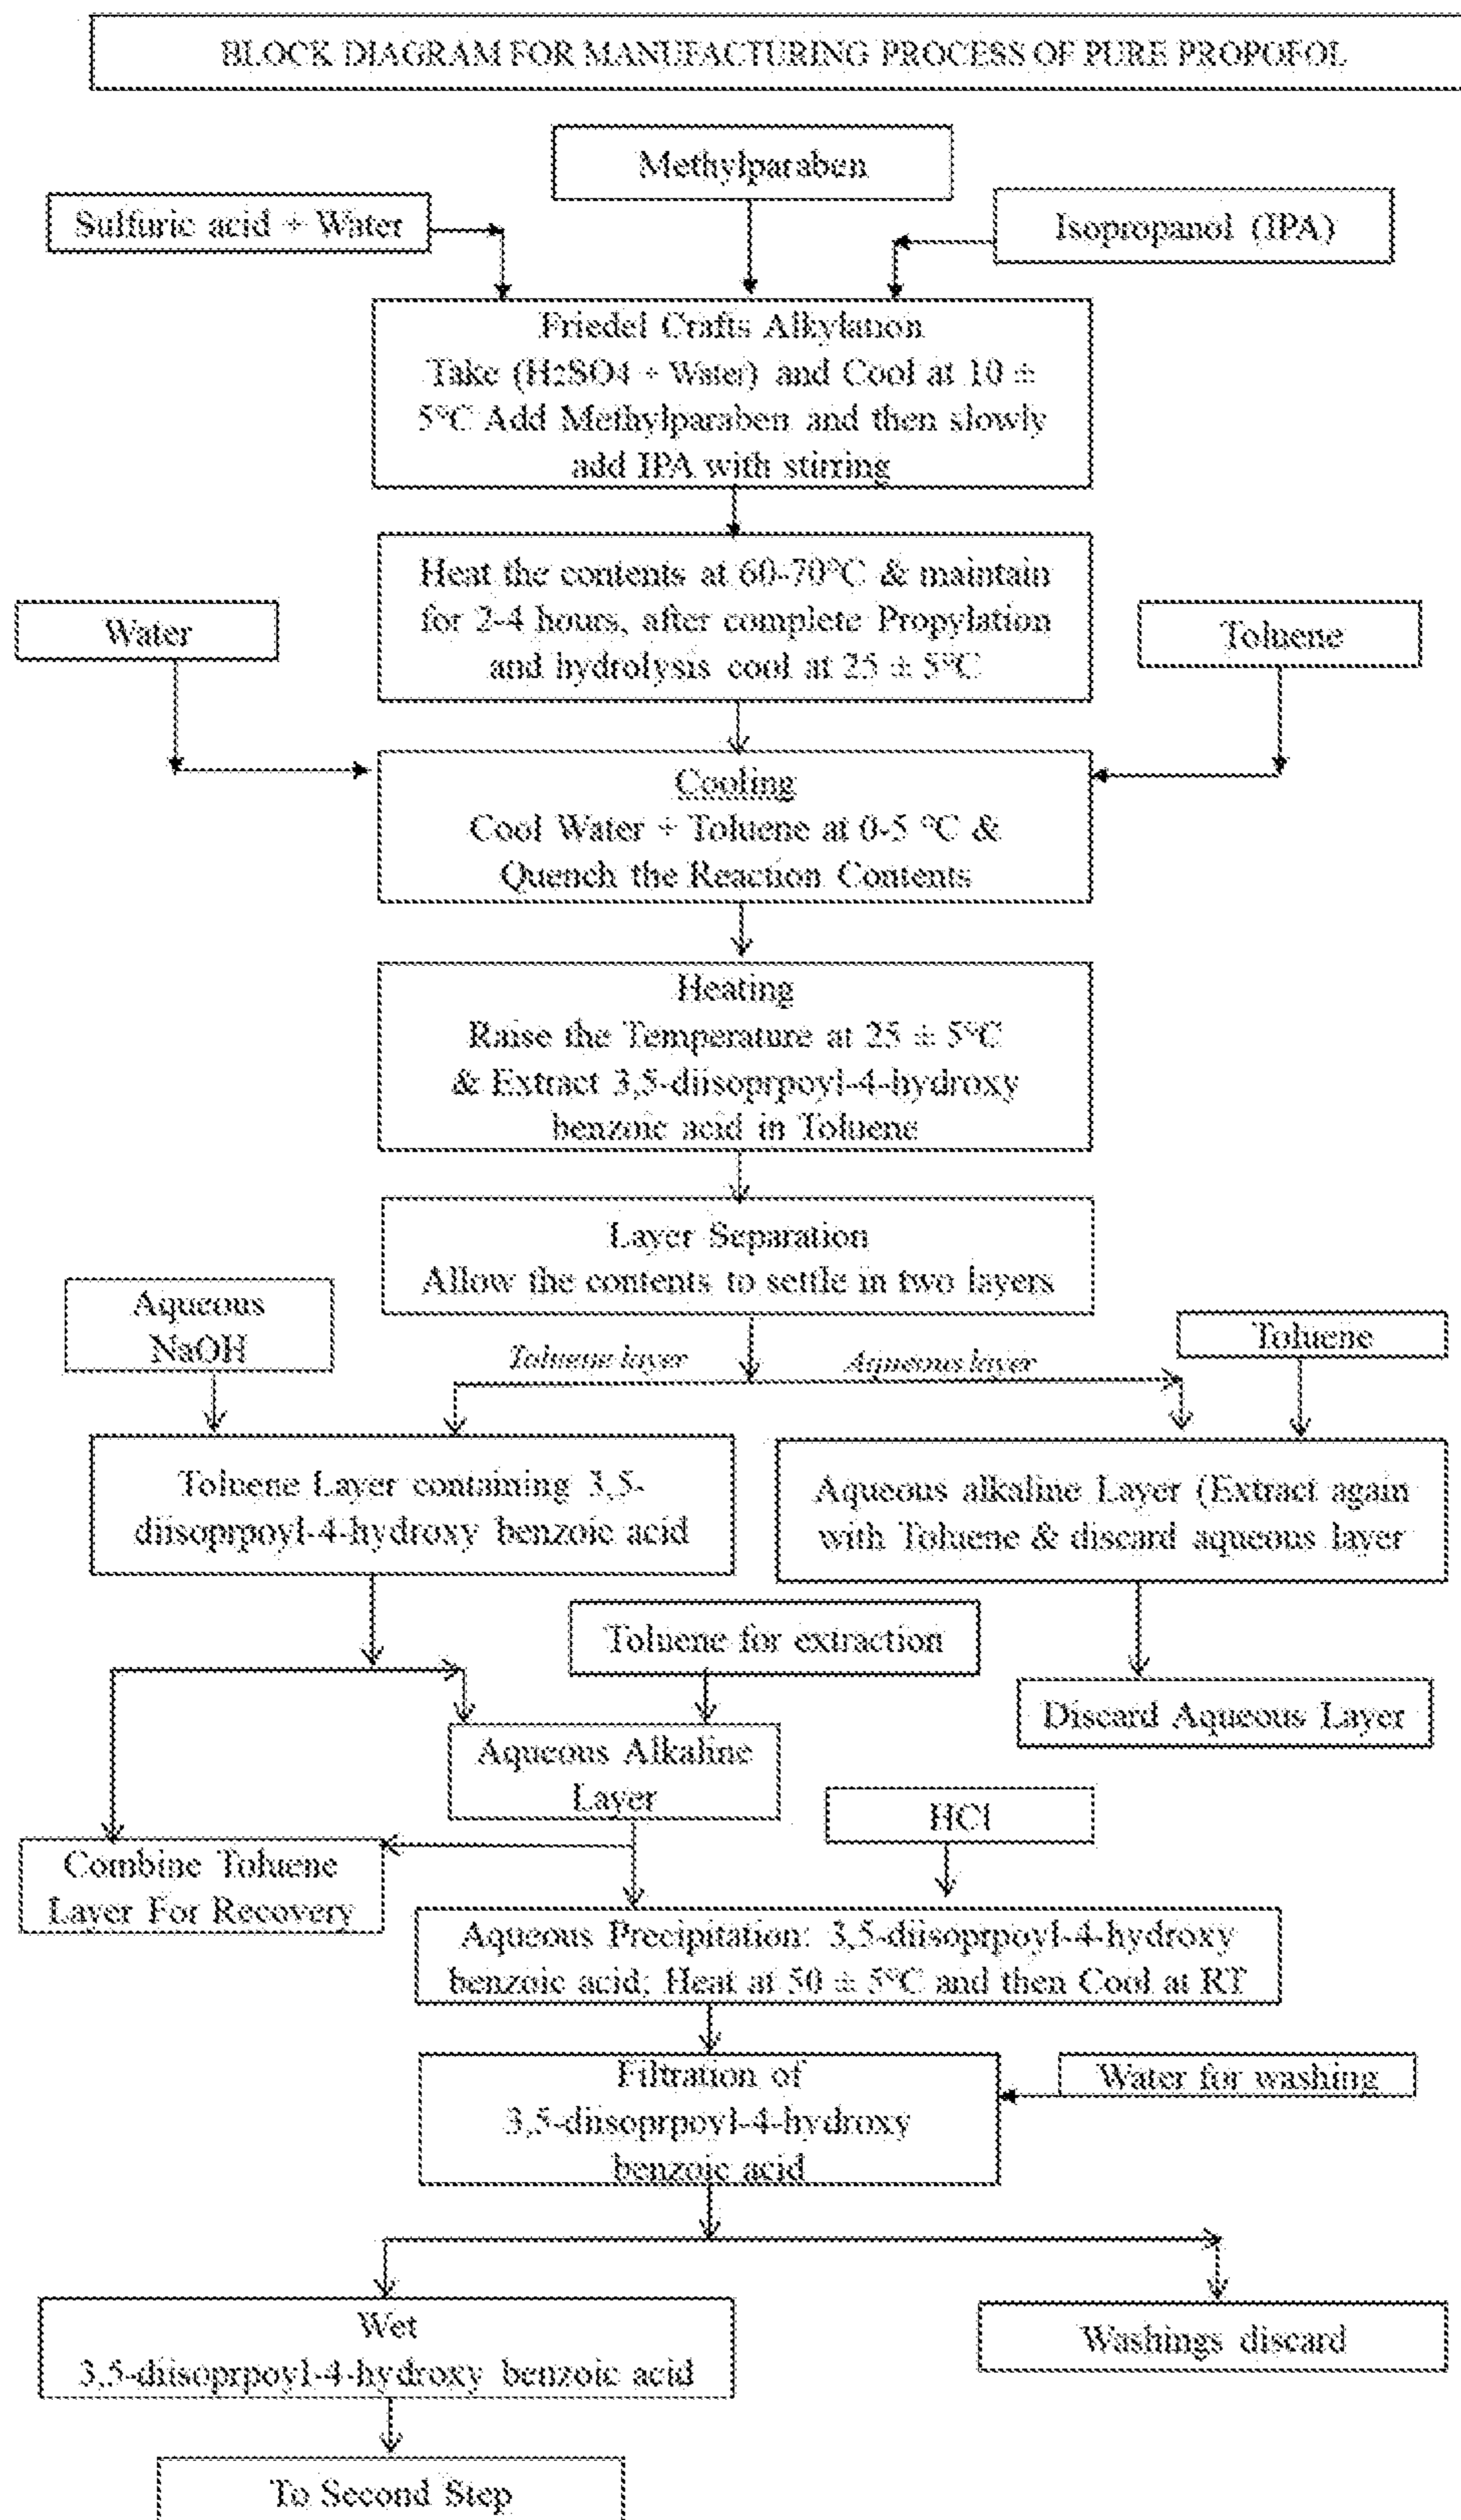 BLOCK DIAGRAM FOR MANUFACTURING PROCESS OF PURE PROPOFOL
Methylparaben
Sulfuric acid + Water
Isopropanol (IPA)
Friedel Crafts Alkylation
Take (H2SO4 + Water) and Cool at 10 ±
5°C Add Methylparaben and then slowly
add IPA with stirring
Heat the contents at 60-70°C & maintain
for 2-4 hours, after complete Propylation
and hydrolysis cool at 25 ± 5°C
Water
Toluene
Cooling
Cool Water + Toluene at 0-5 °C &
Quench the Reaction Contents
Heating
Raise the Temperature at 25 ± 5°C
& Extract 3,5-diisoprpoyl-4-hydroxy
benzoic acid in Toluene
Layer Separation
Allow the contents to settle in two layers
Aqueous
NaOH
Toluene
Toluene layer
Aqueous layer
Toluene Layer containing 3,5-
diisoprpoyl-4-hydroxy benzoic acid
Aqueous alkaline Layer (Extract again
with Toluene & discard aqueous layer
Toluene for extraction
Discard Aqueous Layer
Aqueous Alkaline
Layer
HCl
Combine Toluene
Layer For Recovery
Aqueous Precipitation: 3,5-diisoprpoyl-4-hydroxy
benzoic acid; Heat at 50 ± 5°C and then Cool at RT
Filtration of
3,5-diisoprpoyl-4-hydroxy
benzoic acid
Water for washing
Wet
3,5-diisoprpoyl-4-hydroxy benzoic acid
Washings discard
To Second Step